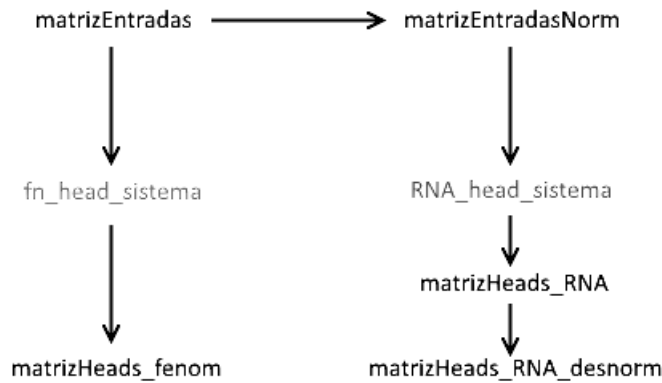 matrizEntradas
matrizEntradasNorm
fn_head_sistema
RNA_head_sistema
matrizHeads_RNA
matrizHeads_fenom
matrizHeads_RNA_desnorm